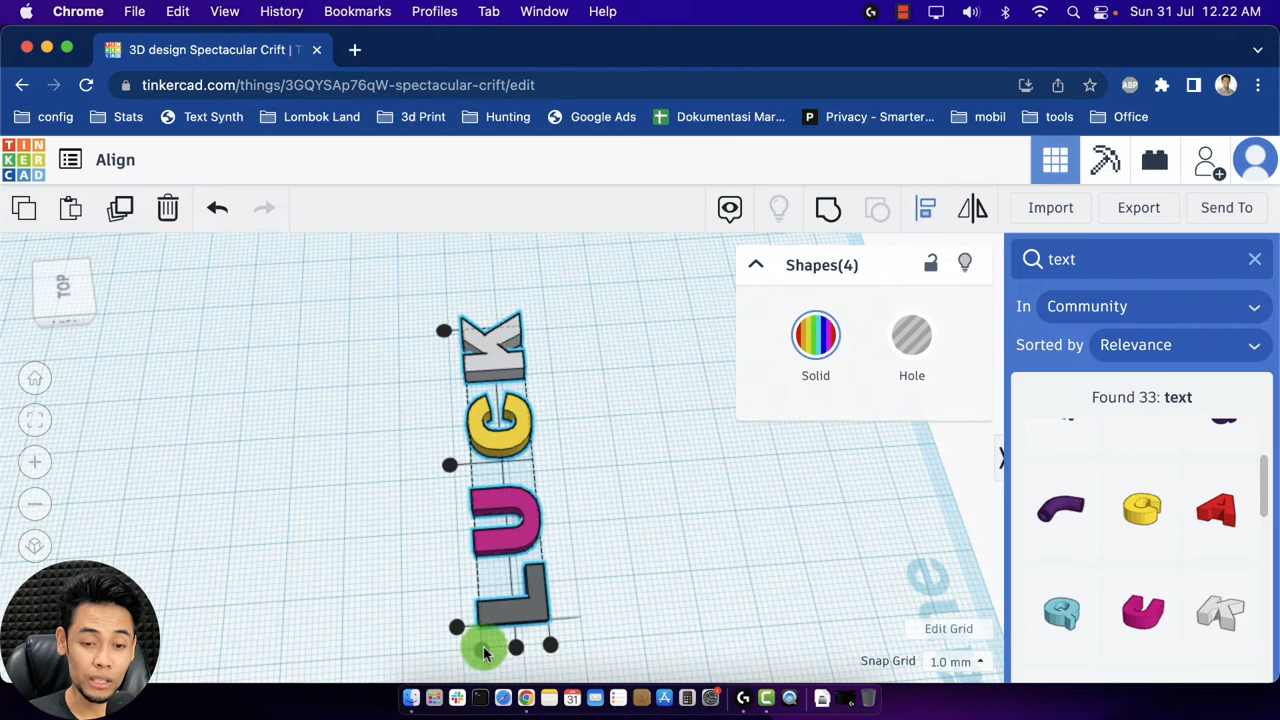 Chrome File Edit View History Bookmarks Profiles Tab Window Help Sun 31 Jul 12.22 AM
3D design Spectacular Crift | T
tinkercad.com/things/3GQYSAp76qW-spectacular-crift/edit
config Stats Text Synth Lombok Land 3d Print Hunting Google Ads Dokumentasi Mar... Privacy - Smarter... mobil tools Office
ABP
TIN
KER
CAD
Align
Import Export Send To
TOP
Shapes(4)
Solid Hole
text
In Community
Sorted by Relevance
Found 33: text
LUCK
Edit Grid
Snap Grid 1.0 mm